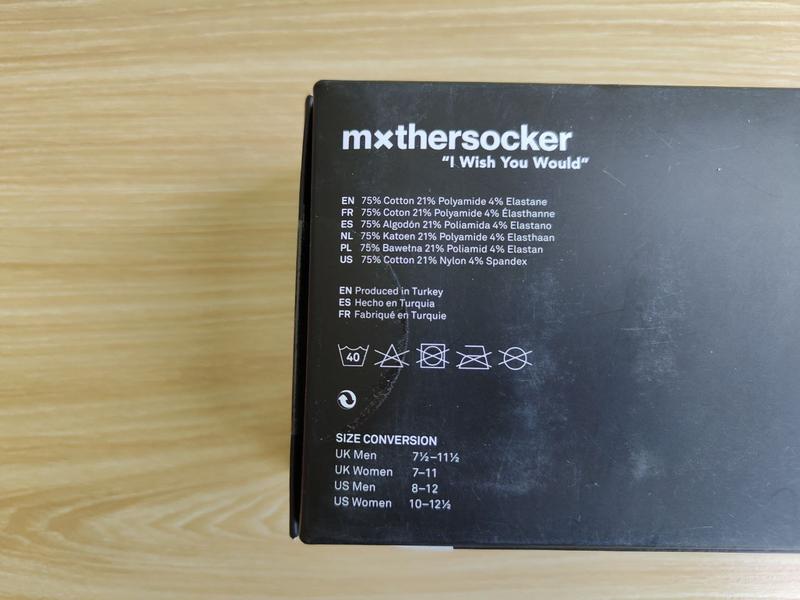 mxthersocker
“I Wish You Would”
EN 75% Cotton 21% Polyamide 4% Elastane
FR 75% Coton 21% Polyamide 4% Élasthanne
ES 75% Algodón 21% Poliamida 4% Elastano
NL 75% Katoen 21% Polyamide 4% Elasthaan
PL 75% Bawełna 21% Poliamid 4% Elastan
US 75% Cotton 21% Nylon 4% Spandex
EN Produced in Turkey
ES Hecho en Turquia
FR Fabriqué en Turquie
40
SIZE CONVERSION
UK Men 7½–11½
UK Women 7–11
US Men 8–12
US Women 10–12½